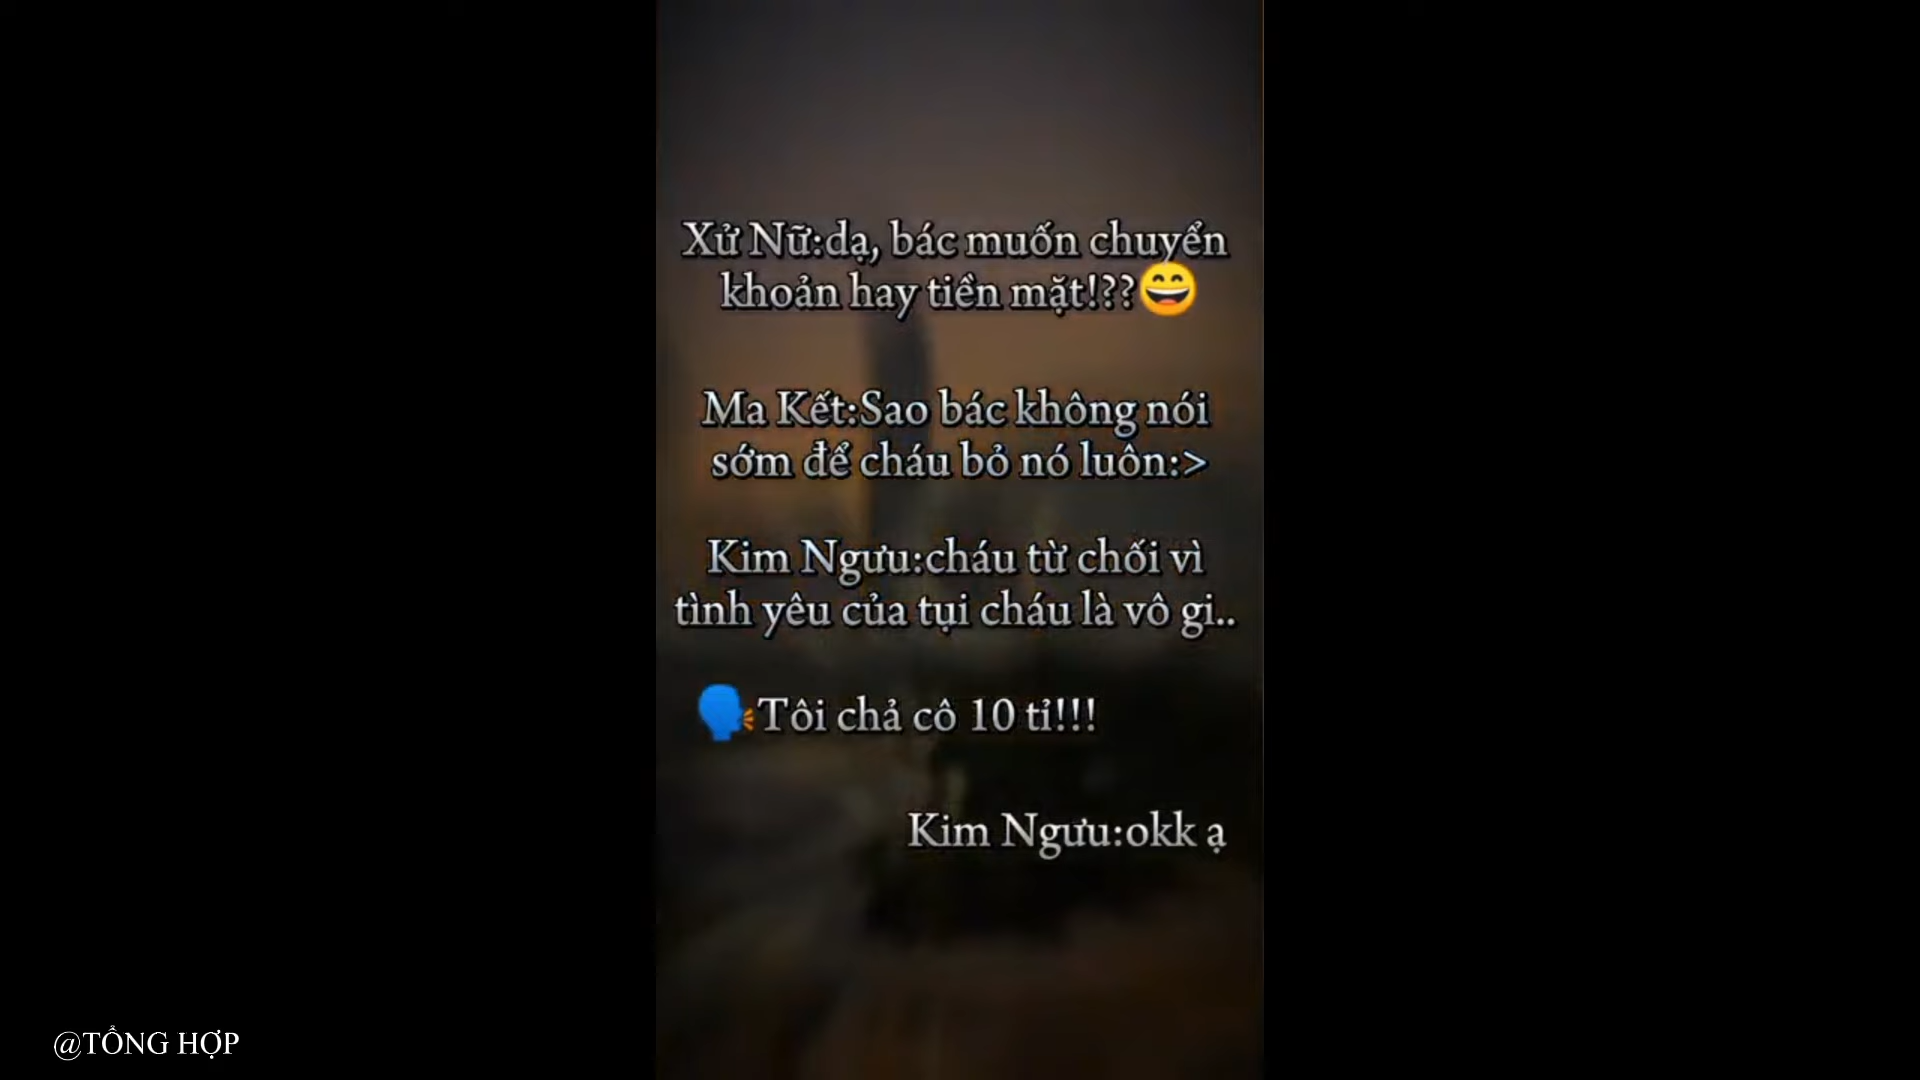 Xử Nữ:dạ, bác muốn chuyển
khoản hay tiền mặt!??😄
Ma Kết:Sao bác không nói
sớm để cháu bỏ nó luôn:>
Kim Ngưu:cháu từ chối vì
tình yêu của tụi cháu là vô gi..
🗣️Tôi chả cô 10 tỉ!!!
Kim Ngưu:okk ạ
@TỔNG HỢP